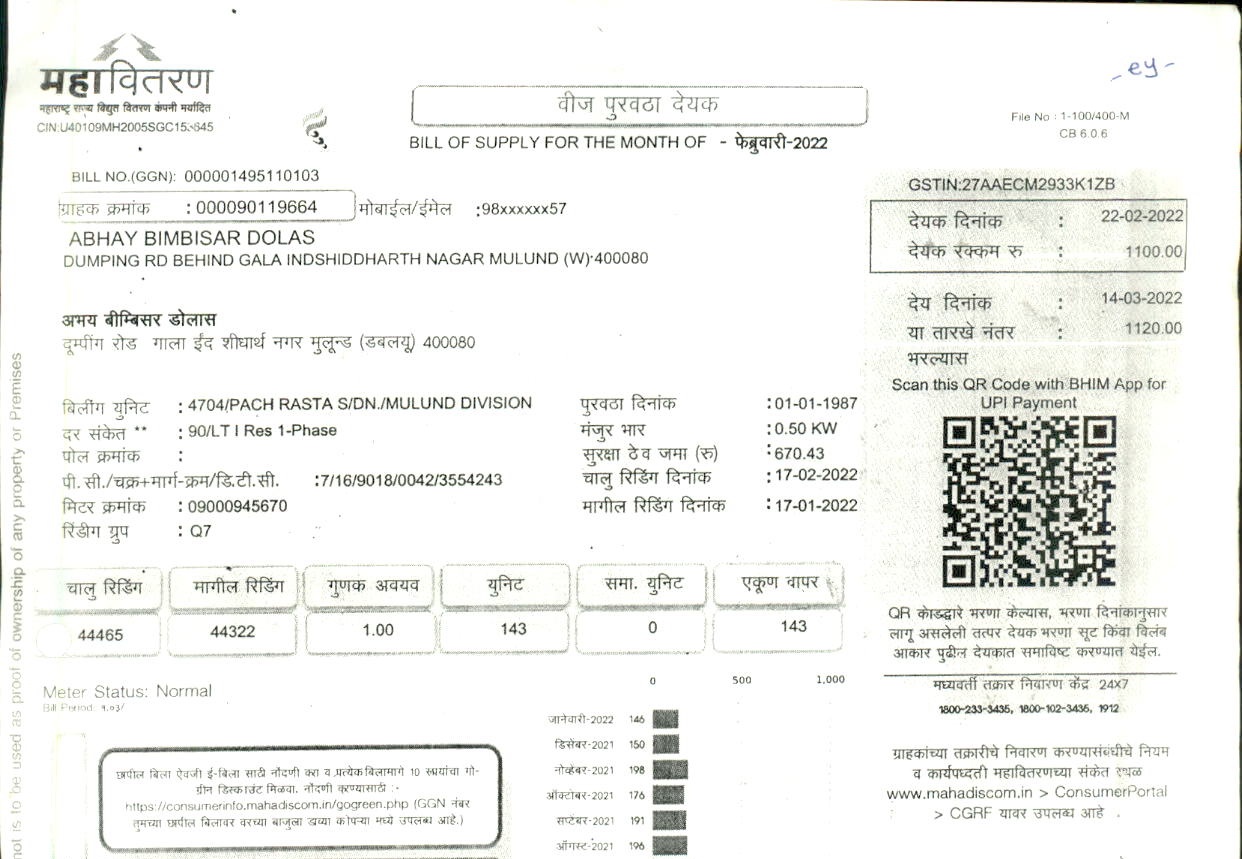 -ey-
महावितरण
महाराष्ट्र राज्य विद्युत वितरण कंपनी मर्यादित
वीज पुरवठा देयक
File No : 1-100/400-M
CB 6.0.6
BILL OF SUPPLY FOR THE MONTH OF - फेब्रुवारी-2022
BILL NO.(GGN): 000001495110103
GSTIN:27AAECM2933K1ZB
ग्राहक क्रमांक : 000090119664 मोबाईल/ईमेल :98xxxxxx57
ABHAY BIMBISAR DOLAS
DUMPING RD BEHIND GALA INDSHIDDHARTH NAGAR MULUND (W) 400080
अभय बीम्बिसर डोलास
दूम्पींग रोड गाला ईंद शीघार्थ नगर मुलून्ड (डबलयू) 400080
देयक दिनांक : 22-02-2022
देयक रक्कम रु : 1100.00
देय दिनांक : 14-03-2022
या तारखे नंतर : 1120.00
भरल्यास
Scan this QR Code with BHIM App for
UPI Payment
बिलींग युनिट : 4704/PACH RASTA S/DN./MULUND DIVISION
दर संकेत ** : 90/LT I Res 1-Phase
पोल क्रमांक :
पी.सी./चक्र+मार्ग-क्रम/डि.टी.सी. :7/16/9018/0042/3554243
मिटर क्रमांक : 09000945670
रिंडीग ग्रुप : Q7
पुरवठा दिनांक :01-01-1987
मंजुर भार :0.50 KW
सुरक्षा ठेव जमा (रु) :670.43
चालु रिडिंग दिनांक :17-02-2022
मागील रिडिंग दिनांक :17-01-2022
चालु रिडिंग मागील रिडिंग गुणक अवयव युनिट समा. युनिट एकूण वापर
44465 44322 1.00 143 0 143
QR कोडद्वारे भरणा केल्यास, भरणा दिनांकानुसार
लागू असलेली तत्पर देयक भरणा सूट किंवा विलंब
आकार पुढील देयकात समाविष्ट करण्यात येईल.
मध्यवर्ती तक्रार निवारण केंद्र 24X7
1800-233-3435, 1800-102-3435, 1912
ग्राहकांच्या तक्रारीचे निवारण करण्यासंबंधीचे नियम
व कार्यपध्दती महावितरणच्या संकेत स्थळ
www.mahadiscom.in > ConsumerPortal
> CGRF यावर उपलब्ध आहे .
Meter Status: Normal
Bill Period: १.०३/
0 500 1,000
जानेवारी-2022 146
डिसेंबर-2021 150
नोव्हेंबर-2021 198
ऑक्टोबर-2021 176
सप्टेंबर-2021 191
ऑगस्ट-2021 196
छापील बिला ऐवजी ई-बिला साठी नोंदणी करा व प्रत्येक बिलामागे 10 रूपयांचा गो-
ग्रीन डिस्काउंट मिळवा. नोंदणी करण्यासाठी :-
https://consumerinfo.mahadiscom.in/gogreen.php (GGN नंबर
तुमच्या छापील बिलावर वरच्या बाजुला डाव्या कोपऱ्या मध्ये उपलब्ध आहे.)
not is to be used as proof of ownership of any property or Premises